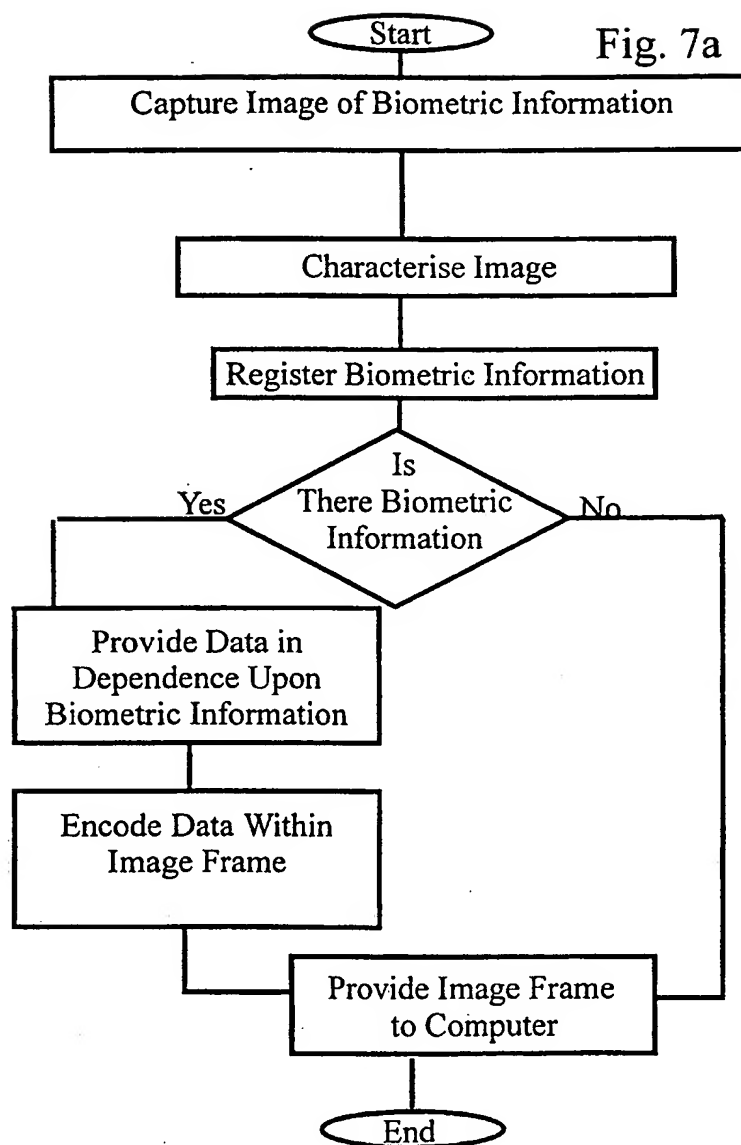 Start
Fig. 7a
Capture Image of Biometric Information
Characterise Image
Register Biometric Information
Is
There Biometric
Information
Yes
No
Provide Data in
Dependence Upon
Biometric Information
Encode Data Within
Image Frame
Provide Image Frame
to Computer
End